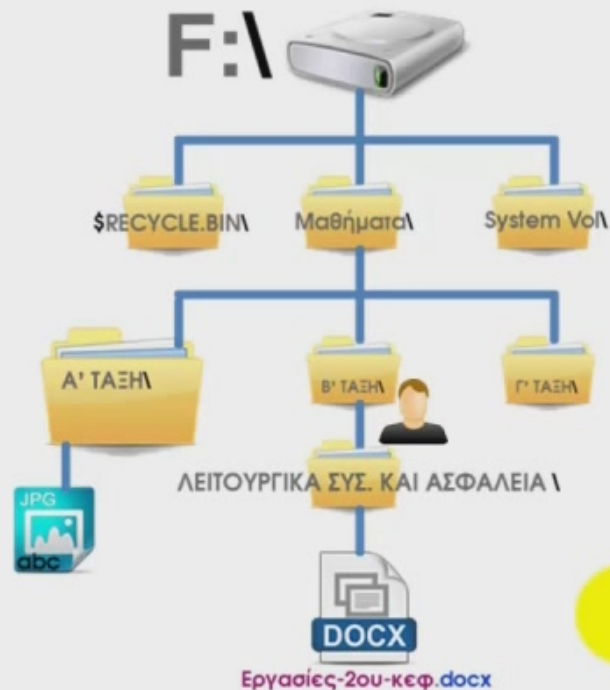 F:\
$RECYCLE.BIN\
Μαθήματα\
System Vol\
Α' ΤΑΞΗ\
Β' ΤΑΞΗ\
Γ' ΤΑΞΗ\
ΛΕΙΤΟΥΡΓΙΚΑ ΣΥΣ. ΚΑΙ ΑΣΦΑΛΕΙΑ \
JPG
abc
DOCX
Εργασίες-2ου-κεφ.docx